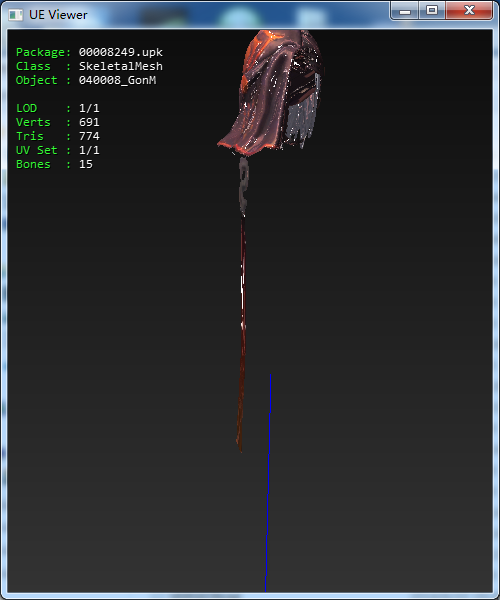 UE Viewer
Package: 00008249.upk
Class : SkeletalMesh
Object : 040008_GonM
LOD : 1/1
Verts : 691
Tris : 774
UV Set : 1/1
Bones : 15